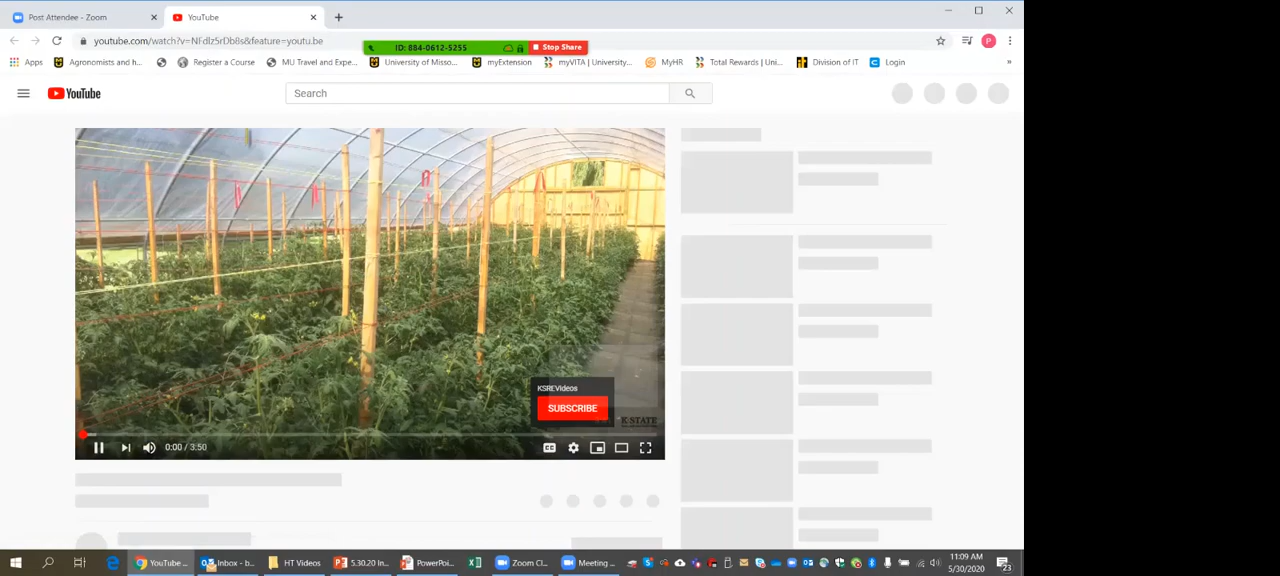 Post Attendee - Zoom
YouTube
youtube.com/watch?v=NFdlz5rDb8s&feature=youtu.be
ID: 884-0612-5255
Stop Share
Apps
Agronomists and h...
Register a Course
MU Travel and Expe...
University of Misso...
myExtension
myVITA | University...
MyHR
Total Rewards | Uni...
Division of IT
Login
»
YouTube
Search
P
KSREVideos
SUBSCRIBE
K STATE
0:00 / 3:50
CC
YouTube ...
Inbox - b...
HT Videos
5.30.20 In...
PowerPoi...
Zoom Cl...
Meeting ...
11:09 AM
5/30/2020
23